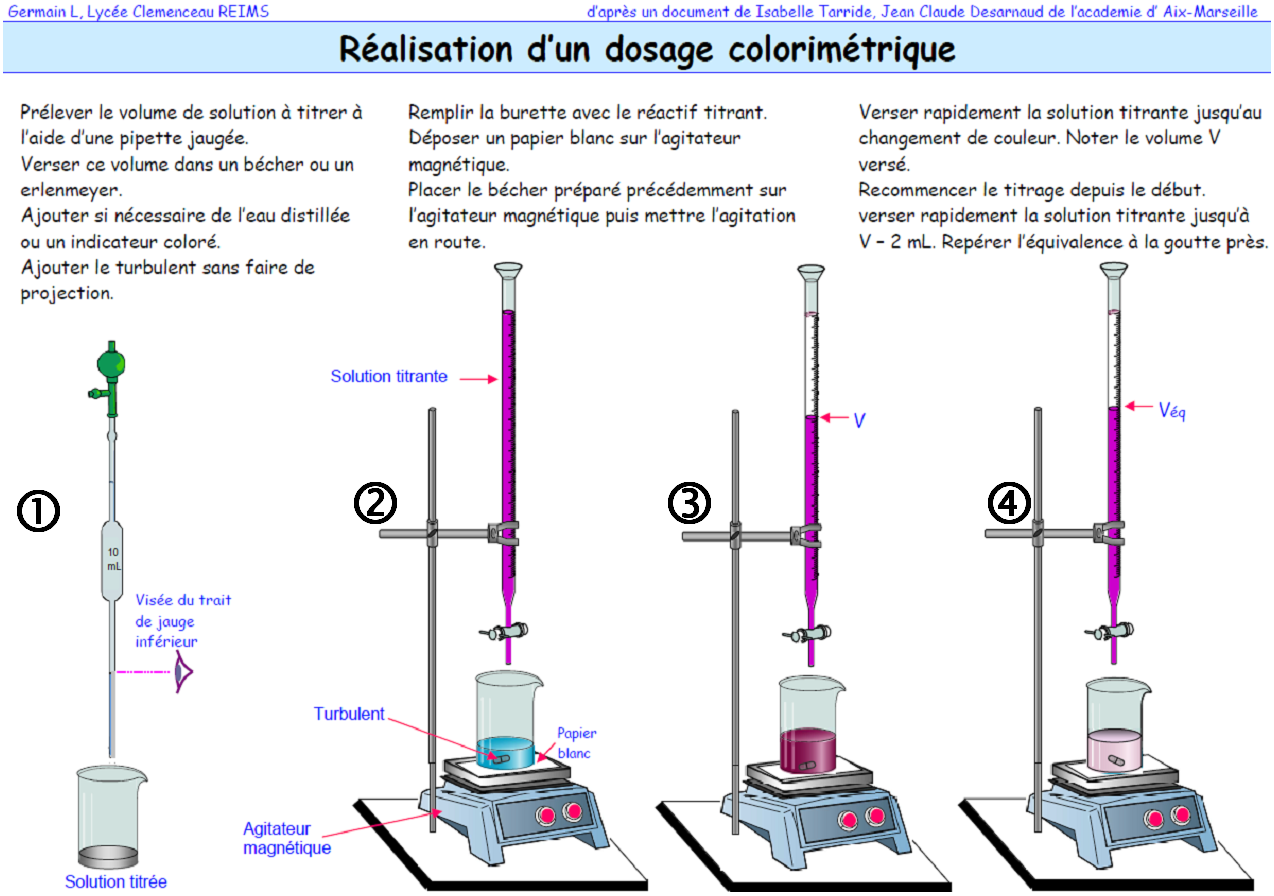 Germain L, Lycée Clemenceau REIMS
d'après un document de Isabelle Tarride, Jean Claude Desarnaud de l'academie d' Aix-Marseille
Réalisation d'un dosage colorimétrique
Prélever le volume de solution à titrer à
l'aide d'une pipette jaugée.
Verser ce volume dans un bécher ou un
erlenmeyer.
Ajouter si nécessaire de l'eau distillée
ou un indicateur coloré.
Ajouter le turbulent sans faire de
projection.
Remplir la burette avec le réactif titrant.
Déposer un papier blanc sur l'agitateur
magnétique.
Placer le bécher préparé précédemment sur
l'agitateur magnétique puis mettre l'agitation
en route.
Verser rapidement la solution titrante jusqu'au
changement de couleur. Noter le volume V
versé.
Recommencer le titrage depuis le début.
verser rapidement la solution titrante jusqu'à
V – 2 mL. Repérer l'équivalence à la goutte près.
①
10
mL
Visée du trait
de jauge
inférieur
Solution titrée
②
Solution titrante
Turbulent
Papier
blanc
Agitateur
magnétique
③
V
④
Véq